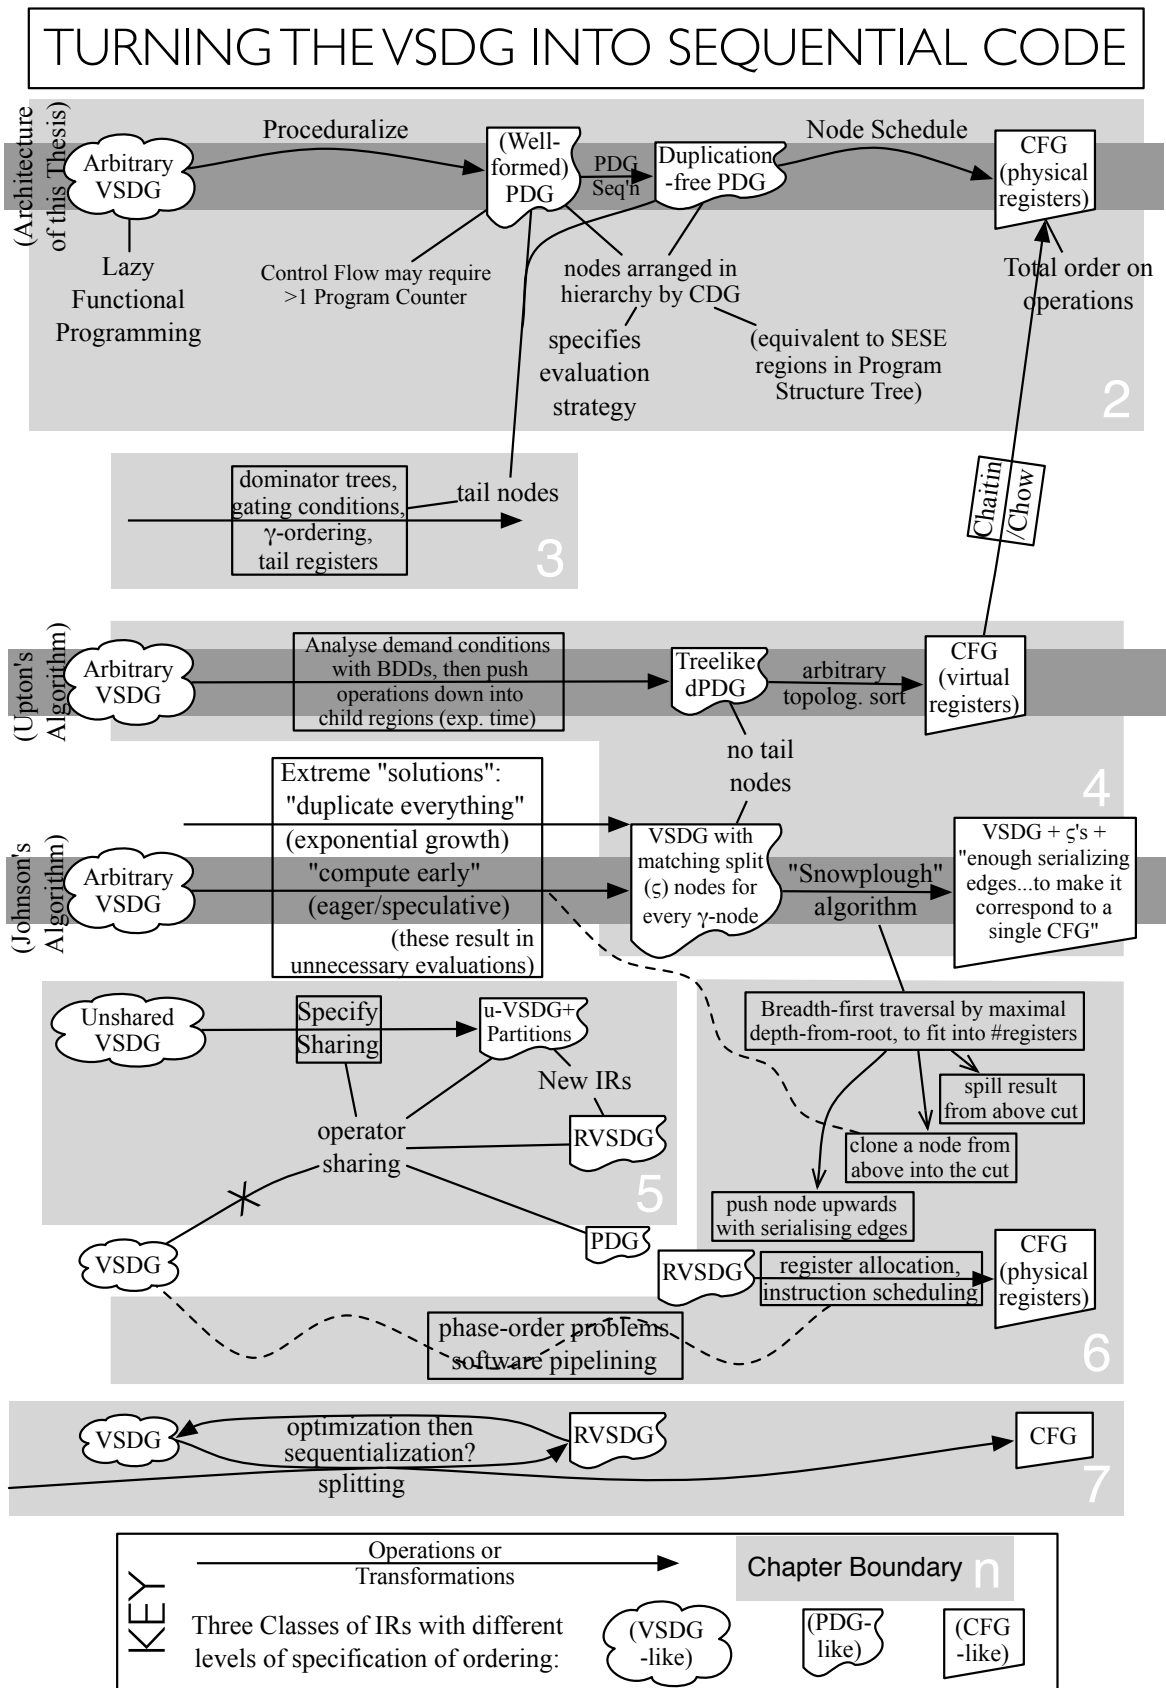 TURNING THE VSDG INTO SEQUENTIAL CODE
(Architecture
of this Thesis)
Arbitrary
VSDG
Proceduralize
(Well-
formed)
PDG
PDG
Seq'n
Duplication
-free PDG
Node Schedule
CFG
(physical
registers)
Lazy
Functional
Programming
Control Flow may require
>1 Program Counter
nodes arranged in
hierarchy by CDG
Total order on
operations
specifies
evaluation
strategy
(equivalent to SESE
regions in Program
Structure Tree)
2
dominator trees,
gating conditions,
γ-ordering,
tail registers
tail nodes
3
Chaitin
/Chow
(Upton's
Algorithm)
Arbitrary
VSDG
Analyse demand conditions
with BDDs, then push
operations down into
child regions (exp. time)
Treelike
dPDG
arbitrary
topolog. sort
CFG
(virtual
registers)
no tail
nodes
4
(Johnson's
Algorithm)
Arbitrary
VSDG
Extreme "solutions":
"duplicate everything"
(exponential growth)
"compute early"
(eager/speculative)
(these result in
unnecessary evaluations)
VSDG with
matching split
(ς) nodes for
every γ-node
"Snowplough"
algorithm
VSDG + ς's +
"enough serializing
edges...to make it
correspond to a
single CFG"
Unshared
VSDG
Specify
Sharing
u-VSDG+
Partitions
New IRs
operator
sharing
RVSDG
5
VSDG
PDG
Breadth-first traversal by maximal
depth-from-root, to fit into #registers
spill result
from above cut
clone a node from
above into the cut
push node upwards
with serialising edges
RVSDG
register allocation,
instruction scheduling
CFG
(physical
registers)
phase-order problems
software pipelining
6
VSDG
optimization then
sequentialization?
splitting
RVSDG
CFG
7
KEY
Operations or
Transformations
Chapter Boundary n
Three Classes of IRs with different
levels of specification of ordering:
(VSDG
-like)
(PDG-
like)
(CFG
-like)